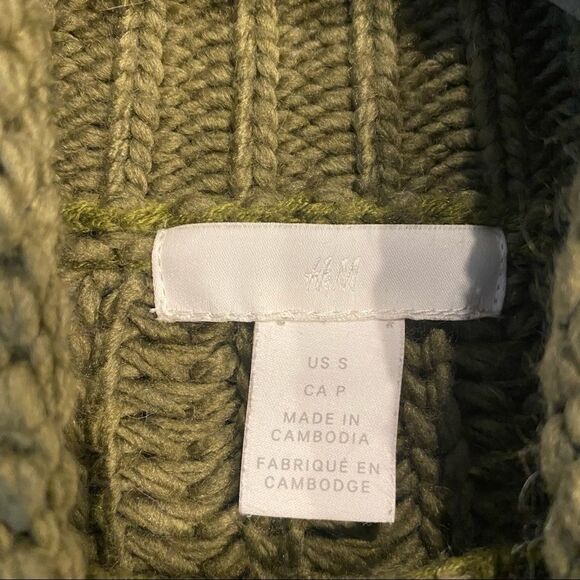 H&M
US S
CA P
MADE IN
CAMBODIA
FABRIQUÉ EN
CAMBODGE